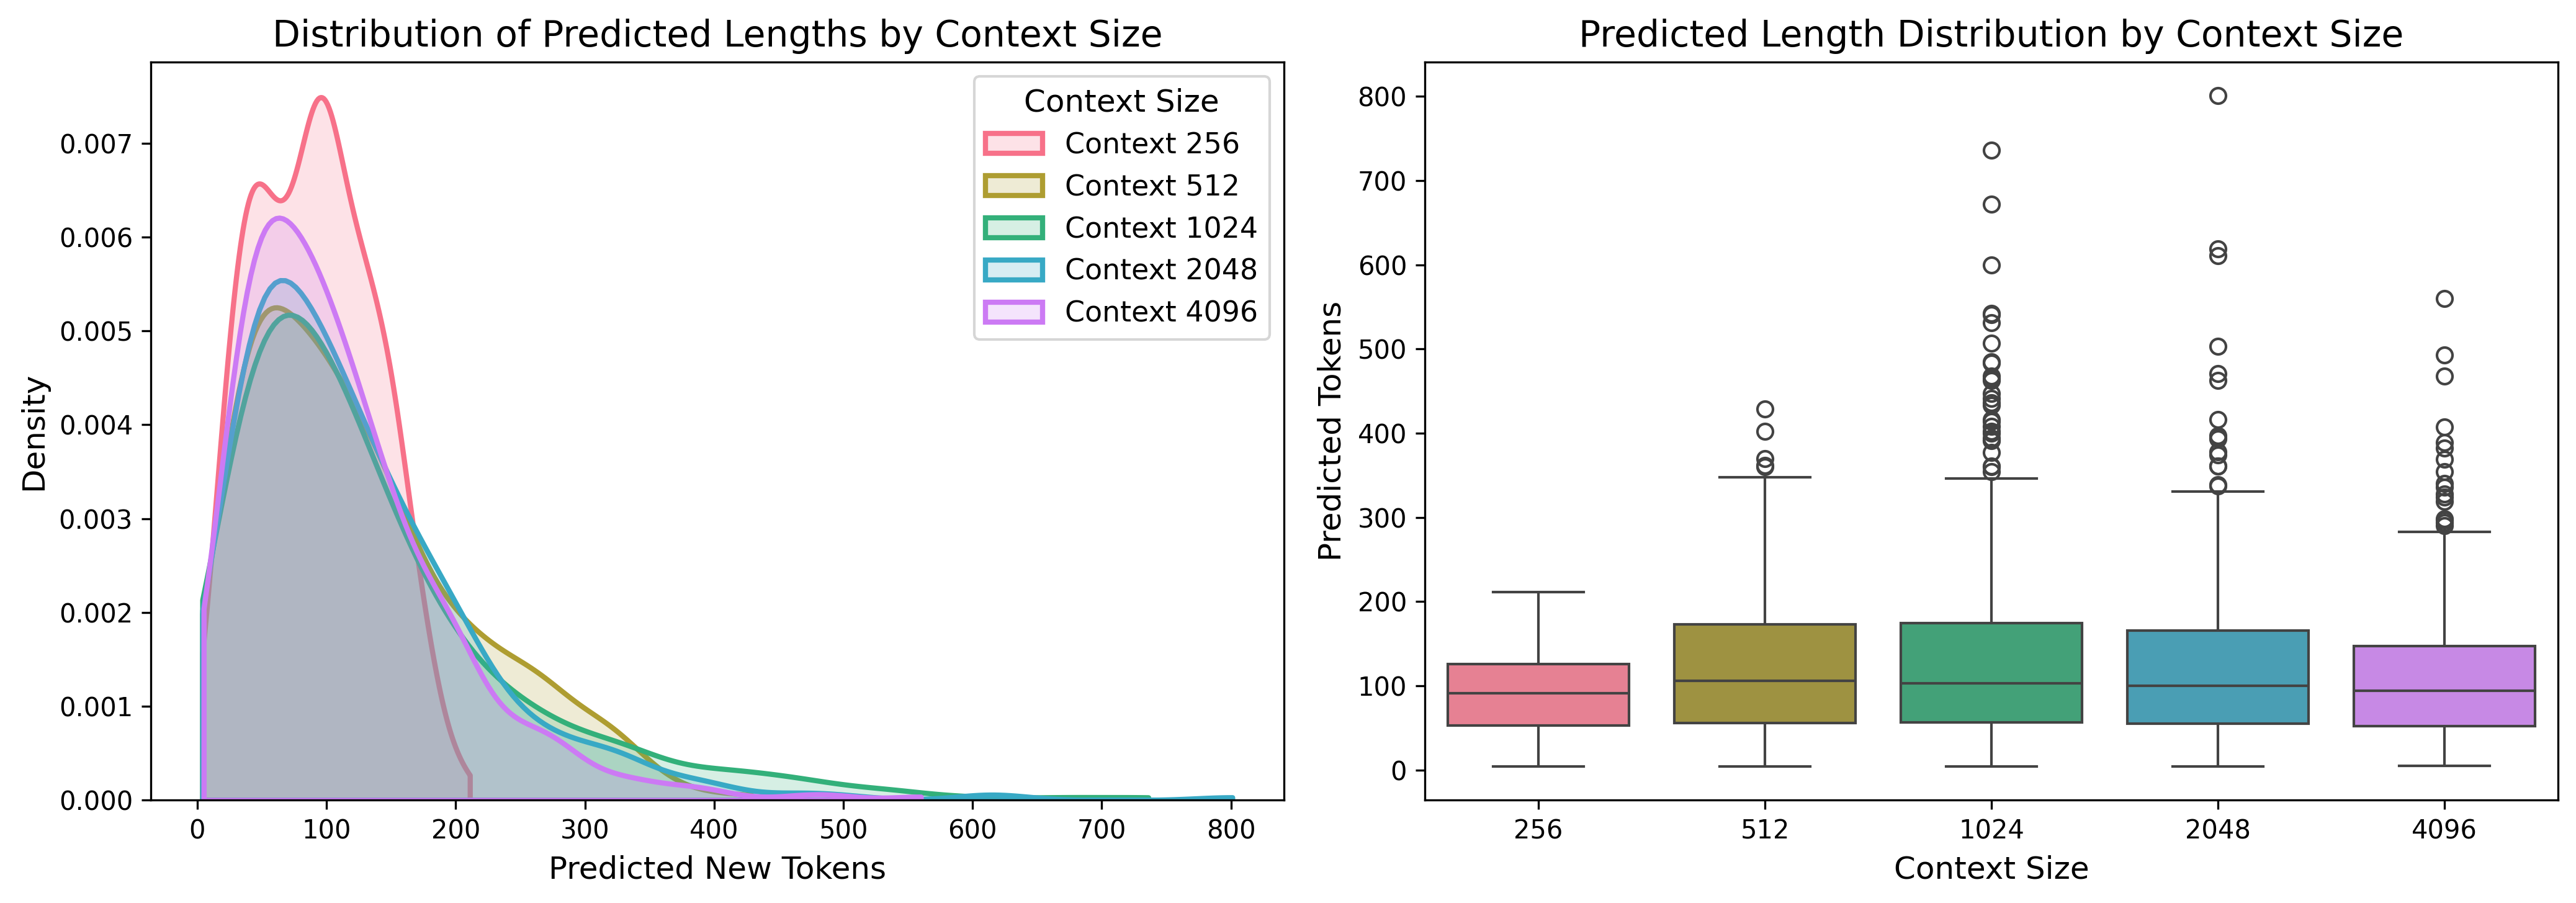 Distribution of Predicted Lengths by Context Size
Density
0.007
0.006
0.005
0.004
0.003
0.002
0.001
0.000
Context Size
Context 256
Context 512
Context 1024
Context 2048
Context 4096
0 100 200 300 400 500 600 700 800
Predicted New Tokens
Predicted Length Distribution by Context Size
Predicted Tokens
800
700
600
500
400
300
200
100
0
256 512 1024 2048 4096
Context Size